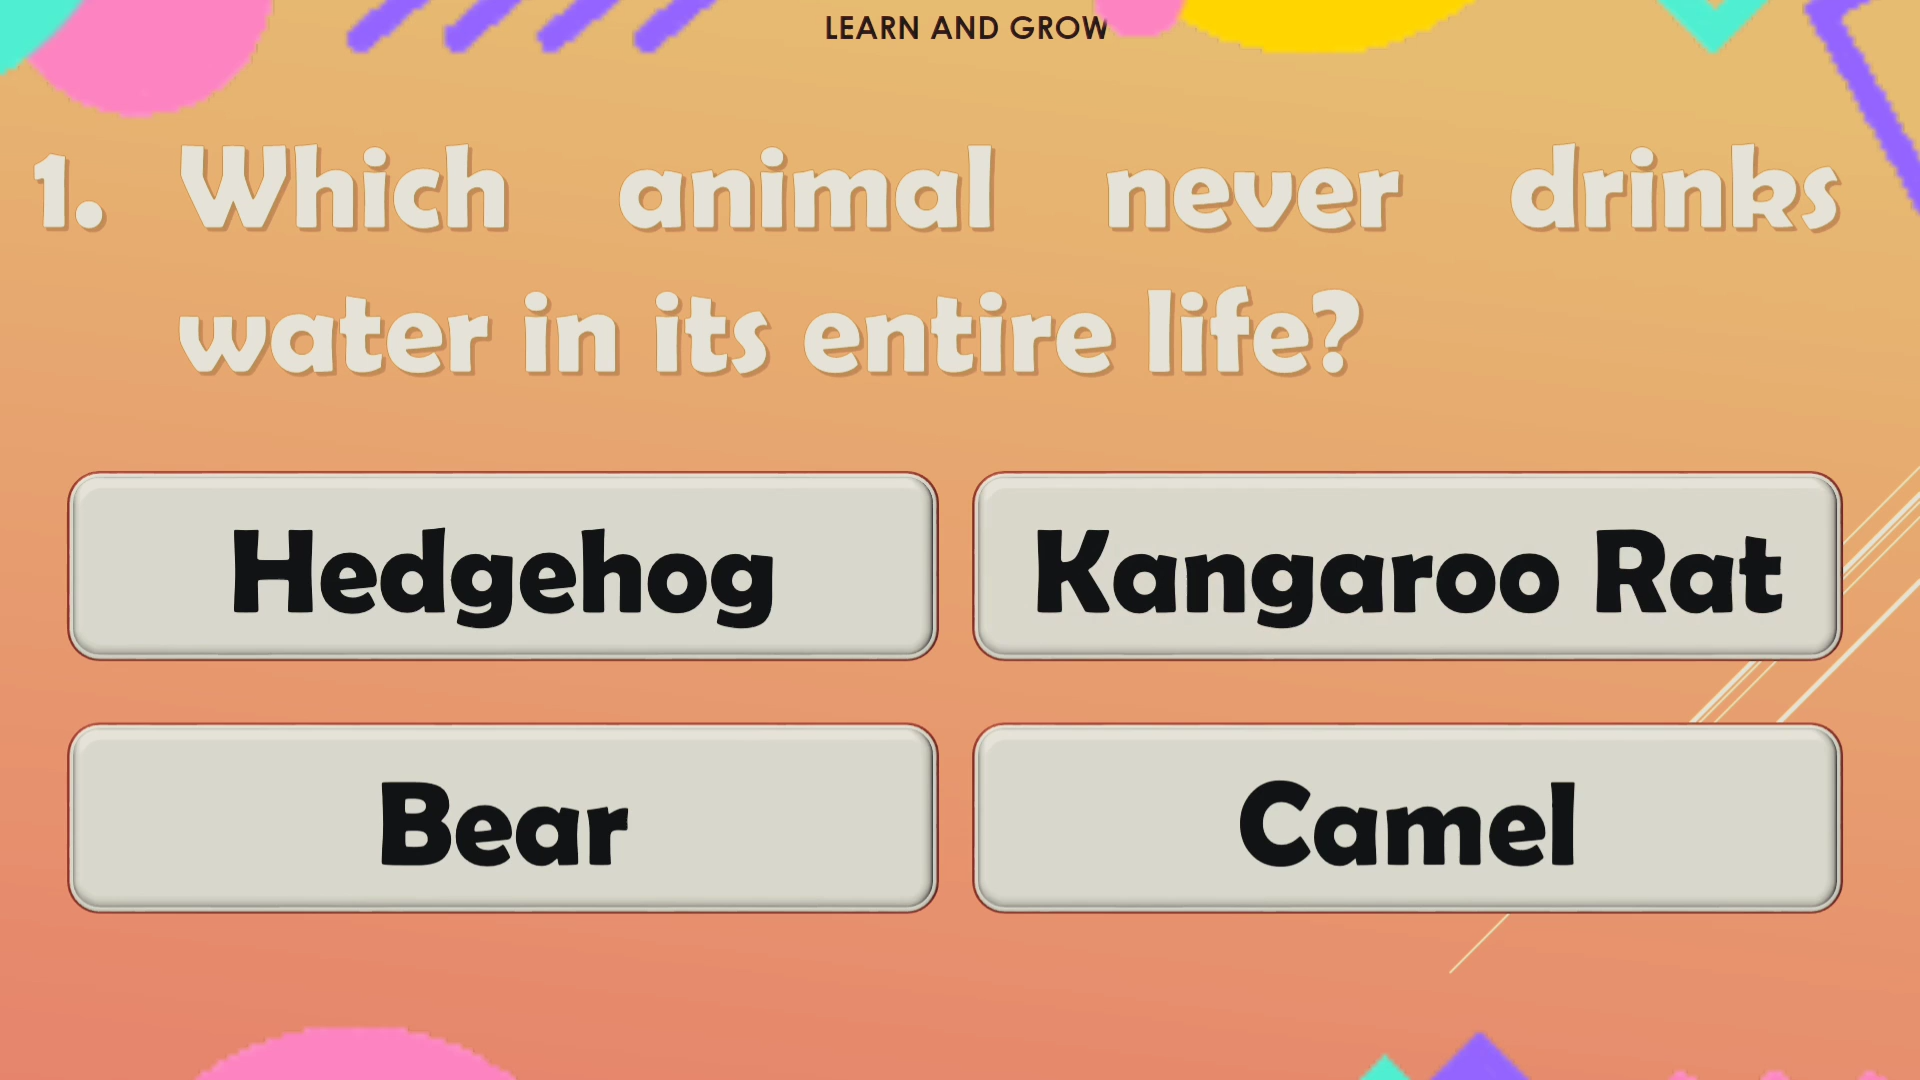 LEARN AND GROW
1. Which animal never drinks
water in its entire life?
Hedgehog
Kangaroo Rat
Bear
Camel